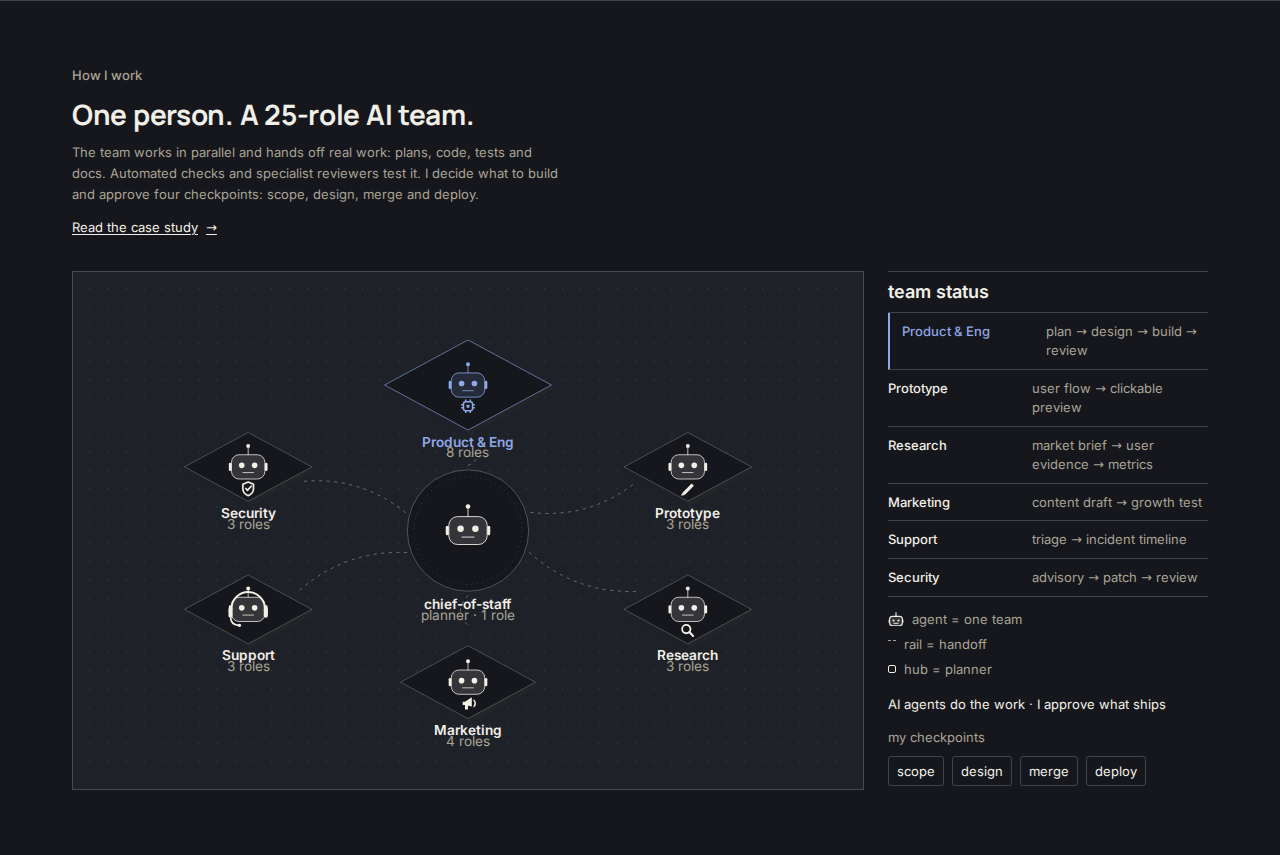 How I work
One person. A 25-role AI team.
The team works in parallel and hands off real work: plans, code, tests and
docs. Automated checks and specialist reviewers test it. I decide what to build
and approve four checkpoints: scope, design, merge and deploy.
Read the case study →
Product & Eng
8 roles
Security
3 roles
Prototype
3 roles
chief-of-staff
planner · 1 role
Support
3 roles
Research
3 roles
Marketing
4 roles
team status
Product & Eng
plan → design → build →
review
Prototype
user flow → clickable
preview
Research
market brief → user
evidence → metrics
Marketing
content draft → growth test
Support
triage → incident timeline
Security
advisory → patch → review
agent = one team
rail = handoff
hub = planner
AI agents do the work · I approve what ships
my checkpoints
scope
design
merge
deploy